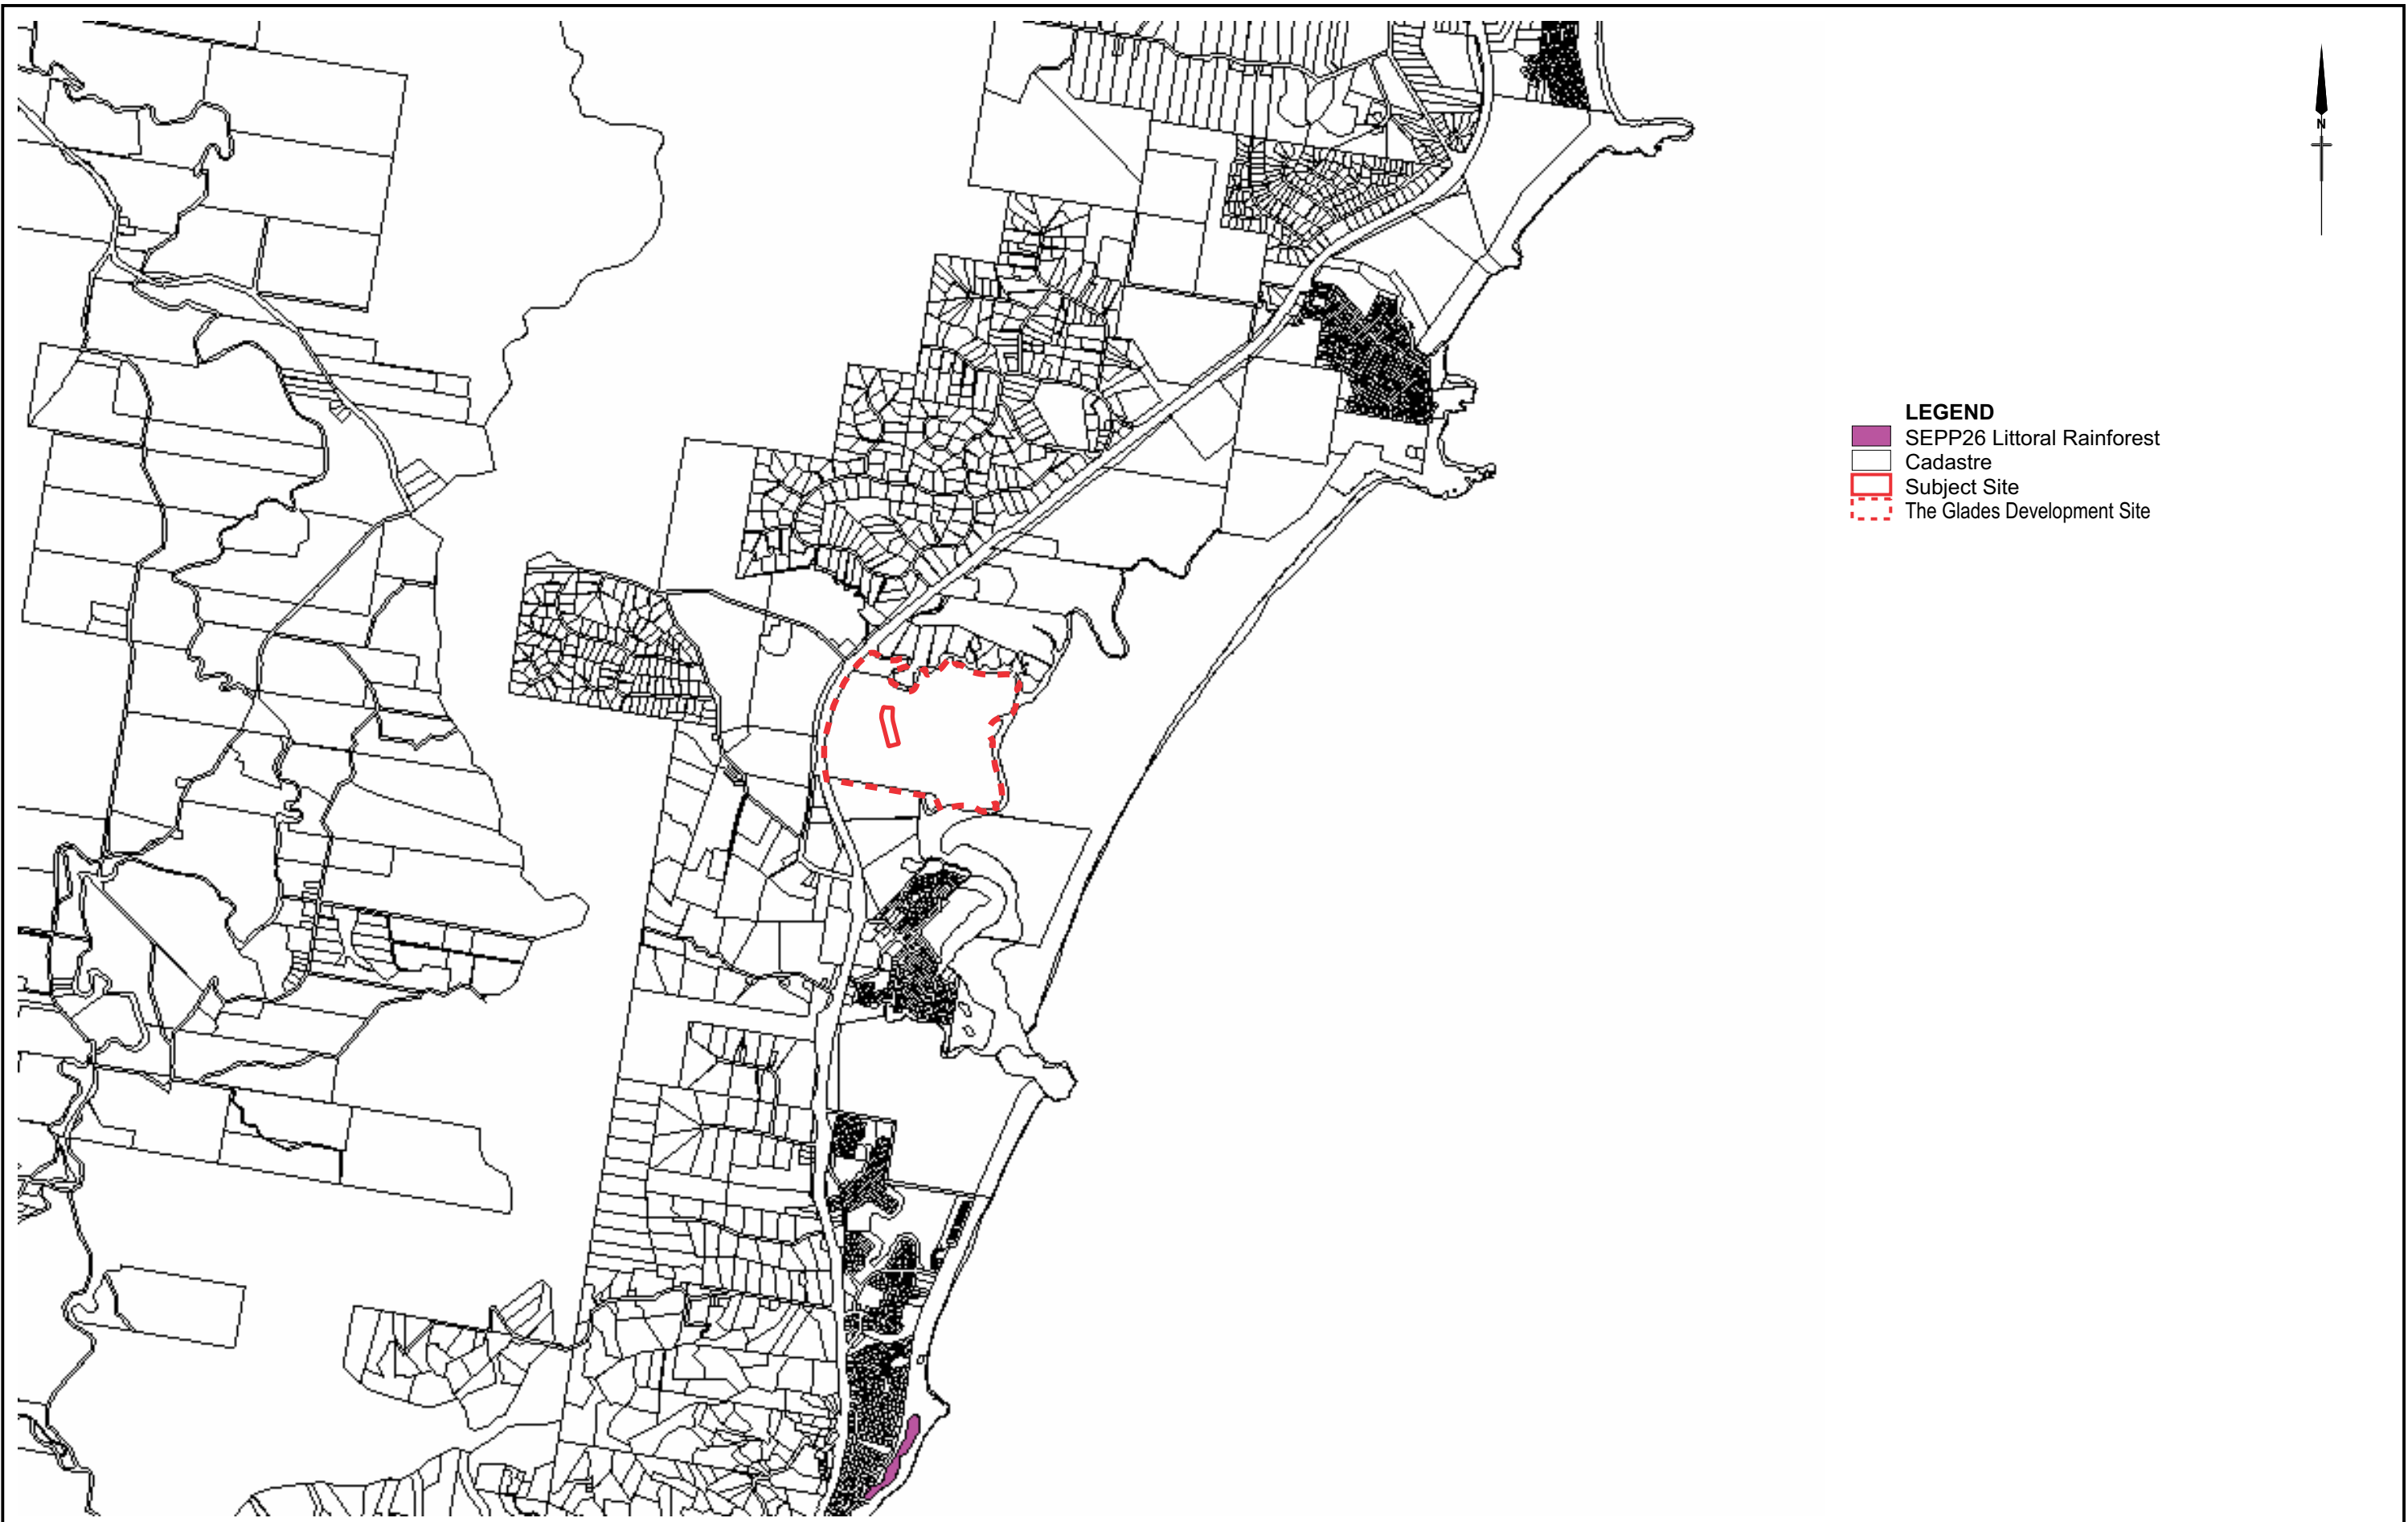 N
LEGEND
SEPP26 Littoral Rainforest
Cadastre
Subject Site
The Glades Development Site